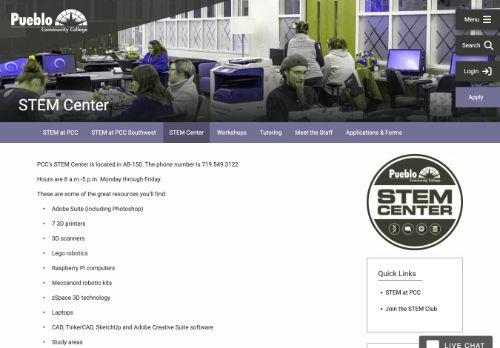 Pueblo
Community College
Menu
Search
Login
Apply
STEM Center
STEM at PCC
STEM at PCC Southwest
STEM Center
Workshops
Tutoring
Meet the Staff
Applications & Forms
PCC's STEM Center is located in AB-150. The phone number is 719.549.3122.
Hours are 8 a.m.-5 p.m. Monday through Friday.
These are some of the great resources you'll find:
• Adobe Suite (including Photoshop)
• 7 3D printers
• 3D scanners
• Lego robotics
• Raspberry Pi computers
• Meccanoid robotic kits
• zSpace 3D technology
• Laptops
• CAD, TinkerCAD, SketchUp and Adobe Creative Suite software
• Study areas
Pueblo
Community College
STEM
CENTER
Quick Links
• STEM at PCC
• Join the STEM Club
LIVE CHAT